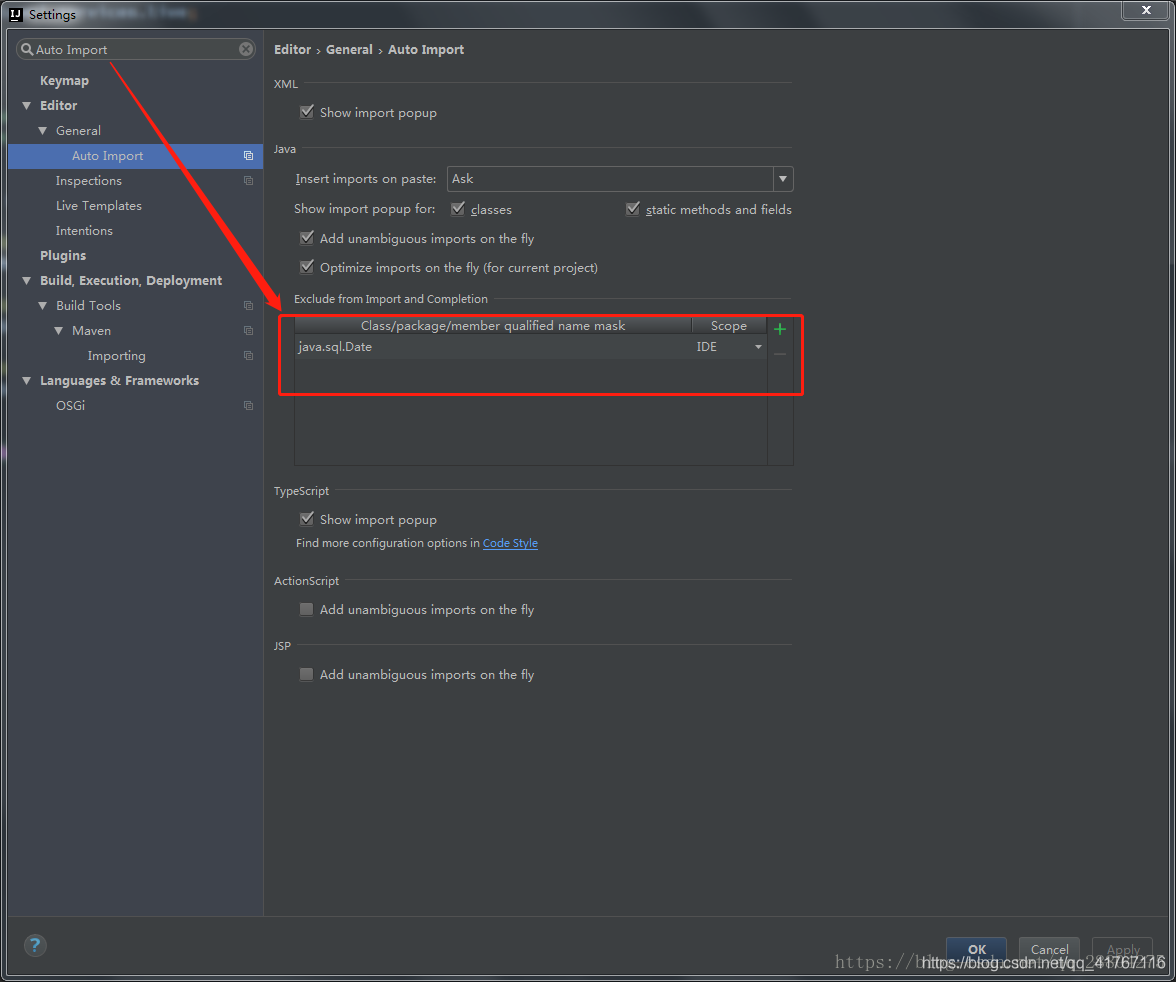 Settings
Auto Import
Keymap
Editor
General
Auto Import
Inspections
Live Templates
Intentions
Plugins
Build, Execution, Deployment
Build Tools
Maven
Importing
Languages & Frameworks
OSGi
Editor › General › Auto Import
XML
Show import popup
Java
Insert imports on paste: Ask
Show import popup for: classes static methods and fields
Add unambiguous imports on the fly
Optimize imports on the fly (for current project)
Exclude from Import and Completion
Class/package/member qualified name mask Scope
java.sql.Date IDE
TypeScript
Show import popup
Find more configuration options in Code Style
ActionScript
Add unambiguous imports on the fly
JSP
Add unambiguous imports on the fly
?
OK Cancel Apply
https://blog.csdn.net/qq_41767116